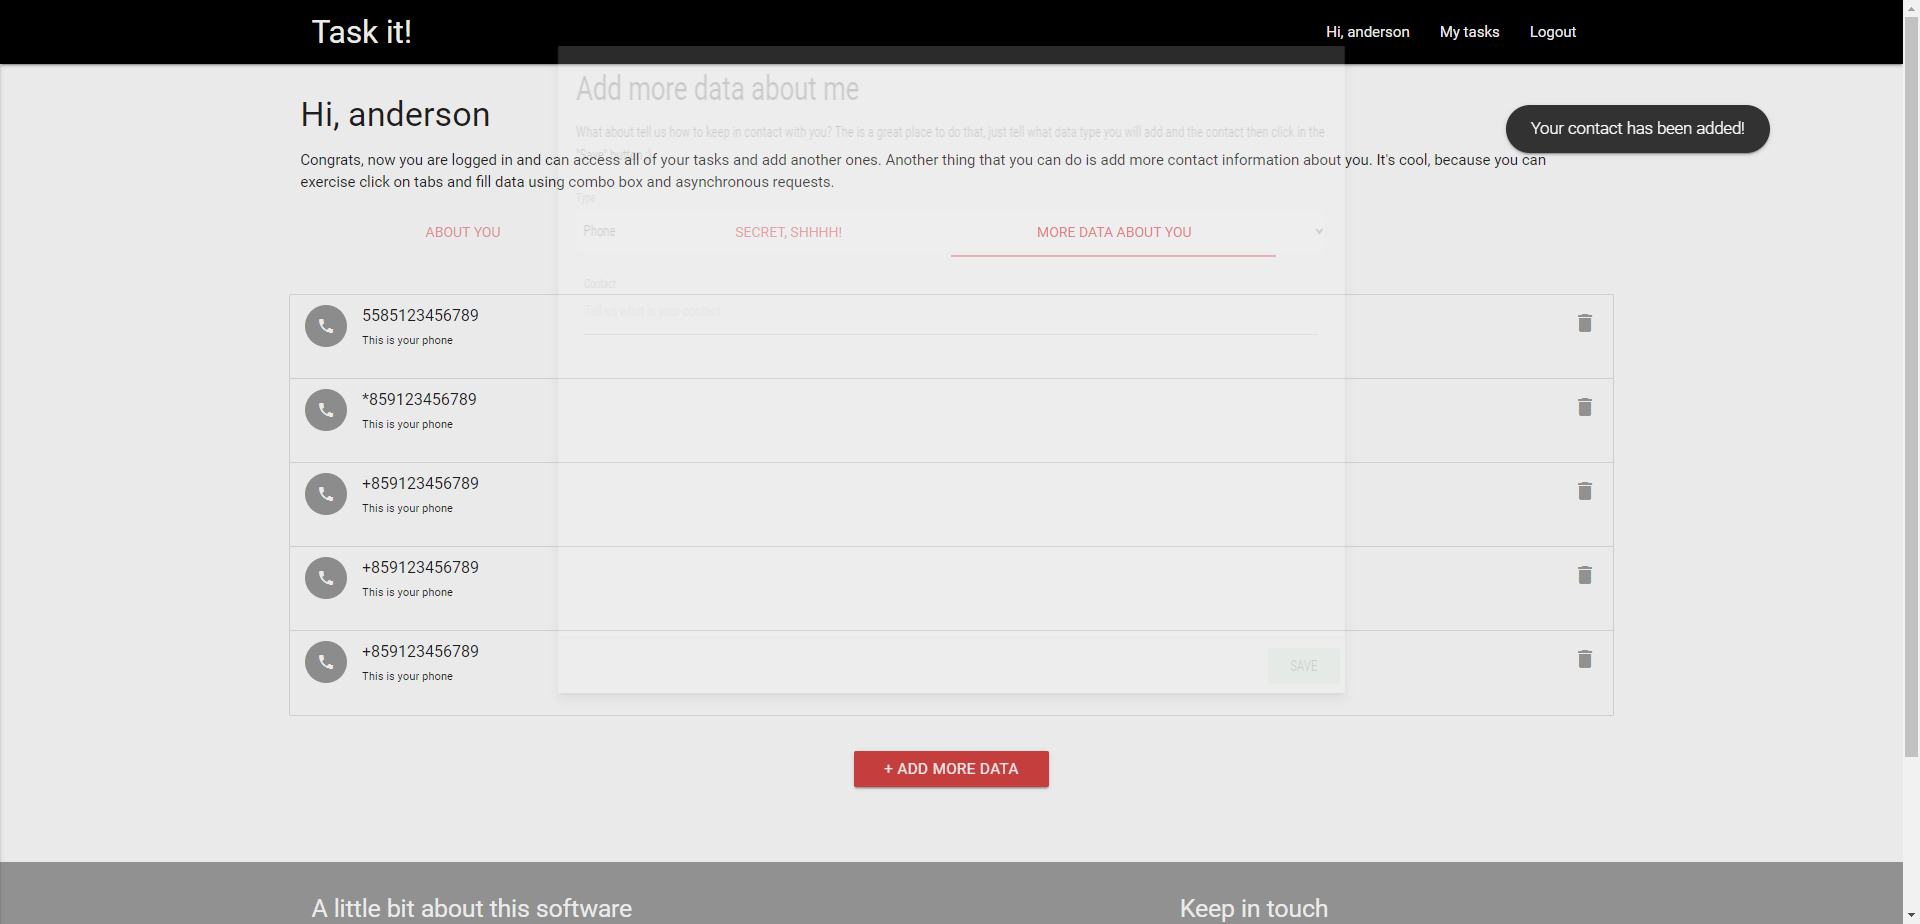 Task it!
Hi, anderson
My tasks
Logout
Hi, anderson
Your contact has been added!
Congrats, now you are logged in and can access all of your tasks and add another ones. Another thing that you can do is add more contact information about you. It's cool, because you can
exercise click on tabs and fill data using combo box and asynchronous requests.
Add more data about me
What about tell us how to keep in contact with you? The is a great place to do that, just tell what data type you will add and the contact then click in the
"Save" button
Type
Phone
ABOUT YOU
SECRET, SHHHH!
MORE DATA ABOUT YOU
Contact
Tell us what is your contact
5585123456789
This is your phone
*859123456789
This is your phone
+859123456789
This is your phone
+859123456789
This is your phone
+859123456789
This is your phone
SAVE
+ ADD MORE DATA
A little bit about this software
Keep in touch